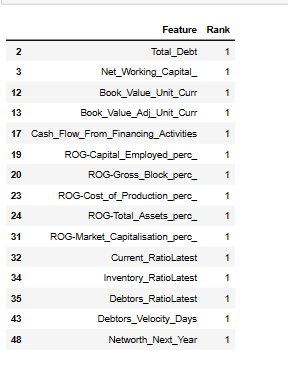 Feature Rank
2 Total_Debt 1
3 Net_Working_Capital_ 1
12 Book_Value_Unit_Curr 1
13 Book_Value_Adj_Unit_Curr 1
17 Cash_Flow_From_Financing_Activities 1
19 ROG-Capital_Employed_perc_ 1
20 ROG-Gross_Block_perc_ 1
23 ROG-Cost_of_Production_perc_ 1
24 ROG-Total_Assets_perc_ 1
31 ROG-Market_Capitalisation_perc_ 1
32 Current_RatioLatest 1
34 Inventory_RatioLatest 1
35 Debtors_RatioLatest 1
43 Debtors_Velocity_Days 1
48 Networth_Next_Year 1